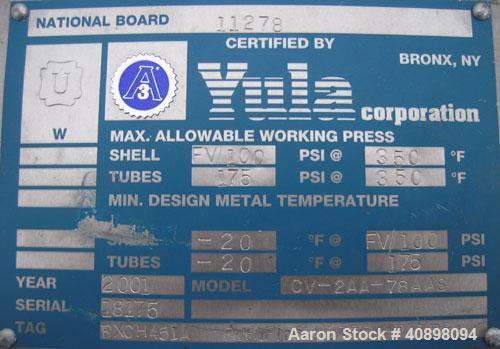 NATIONAL BOARD 11278
CERTIFIED BY
BRONX, NY
U
A
3
Yula corporation
W
MAX. ALLOWABLE WORKING PRESS
SHELL FV/100 PSI @ 350 °F
TUBES 175 PSI @ 350 °F
MIN. DESIGN METAL TEMPERATURE
-20 °F @ FV/100 PSI
TUBES -20 °F @ 175 PSI
YEAR 2001 MODEL CV-2AA-78AAS
SERIAL 18175
TAG EXCH451A
Aaron Stock # 40898094